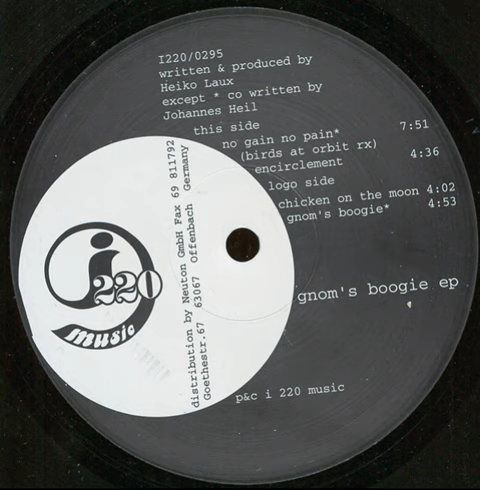 I220/0295
written & produced by
Heiko Laux
except * co written by
Johannes Heil
this side
no gain no pain* 7:51
(birds at orbit rx)
encirclement 4:36
logo side
chicken on the moon 4:02
gnom's boogie* 4:53
gnom's boogie ep
p&c i 220 music
distribution by Neuton GmbH Fax 69 811792
Goethestr.67 63067 Offenbach Germany
i
220
music